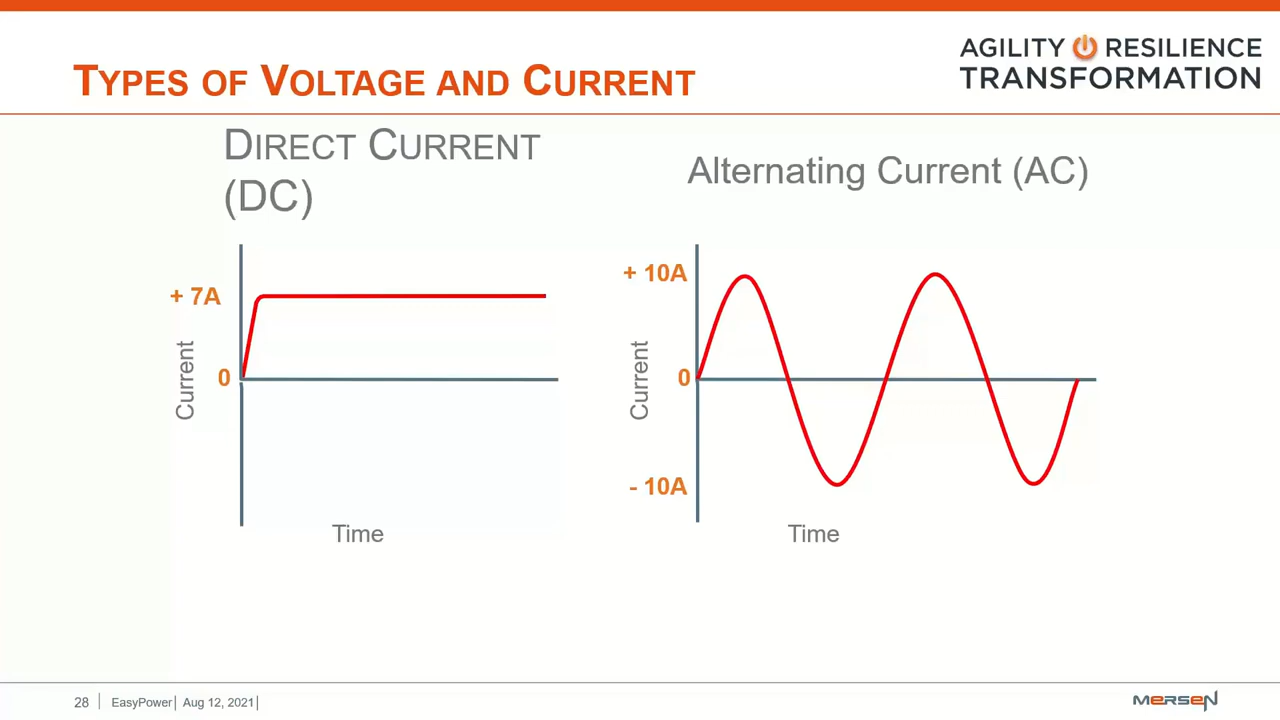 AGILITY RESILIENCE
TRANSFORMATION
TYPES OF VOLTAGE AND CURRENT
DIRECT CURRENT
(DC)
+ 7A
0
Current
Time
Alternating Current (AC)
+ 10A
0
- 10A
Current
Time
28 | EasyPower| Aug 12, 2021|
MERSEN